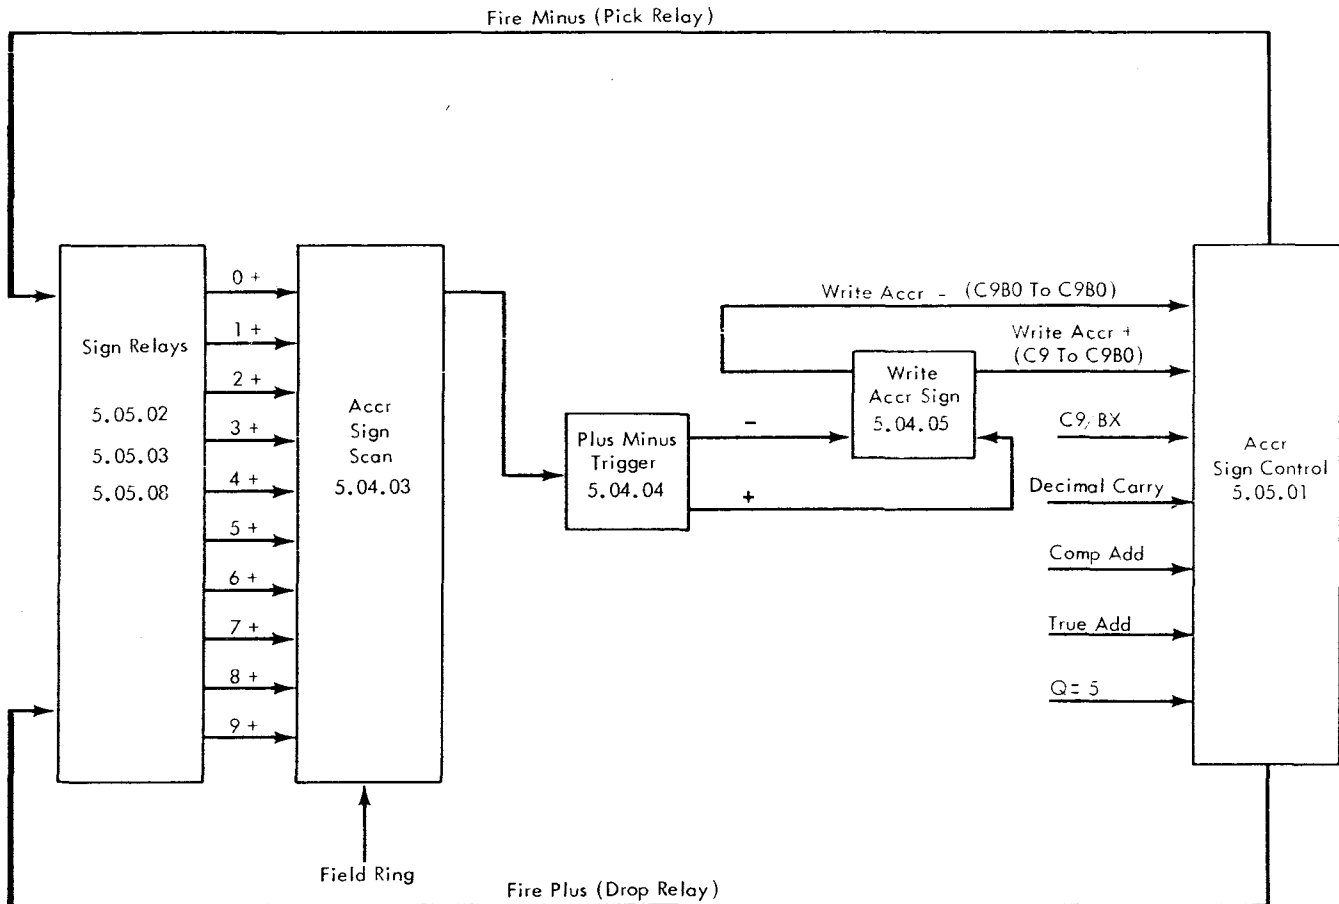 Fire Minus (Pick Relay)
Sign Relays
5.05.02
5.05.03
5.05.08
0 +
1 +
2 +
3 +
4 +
5 +
6 +
7 +
8 +
9 +
Accr
Sign
Scan
5.04.03
Field Ring
Plus Minus
Trigger
5.04.04
-
+
Write
Accr Sign
5.04.05
Write Accr - (C9B0 To C9B0)
Write Accr +
(C9 To C9B0)
C9, BX
Decimal Carry
Comp Add
True Add
Q= 5
Accr
Sign Control
5.05.01
Fire Plus (Drop Relay)